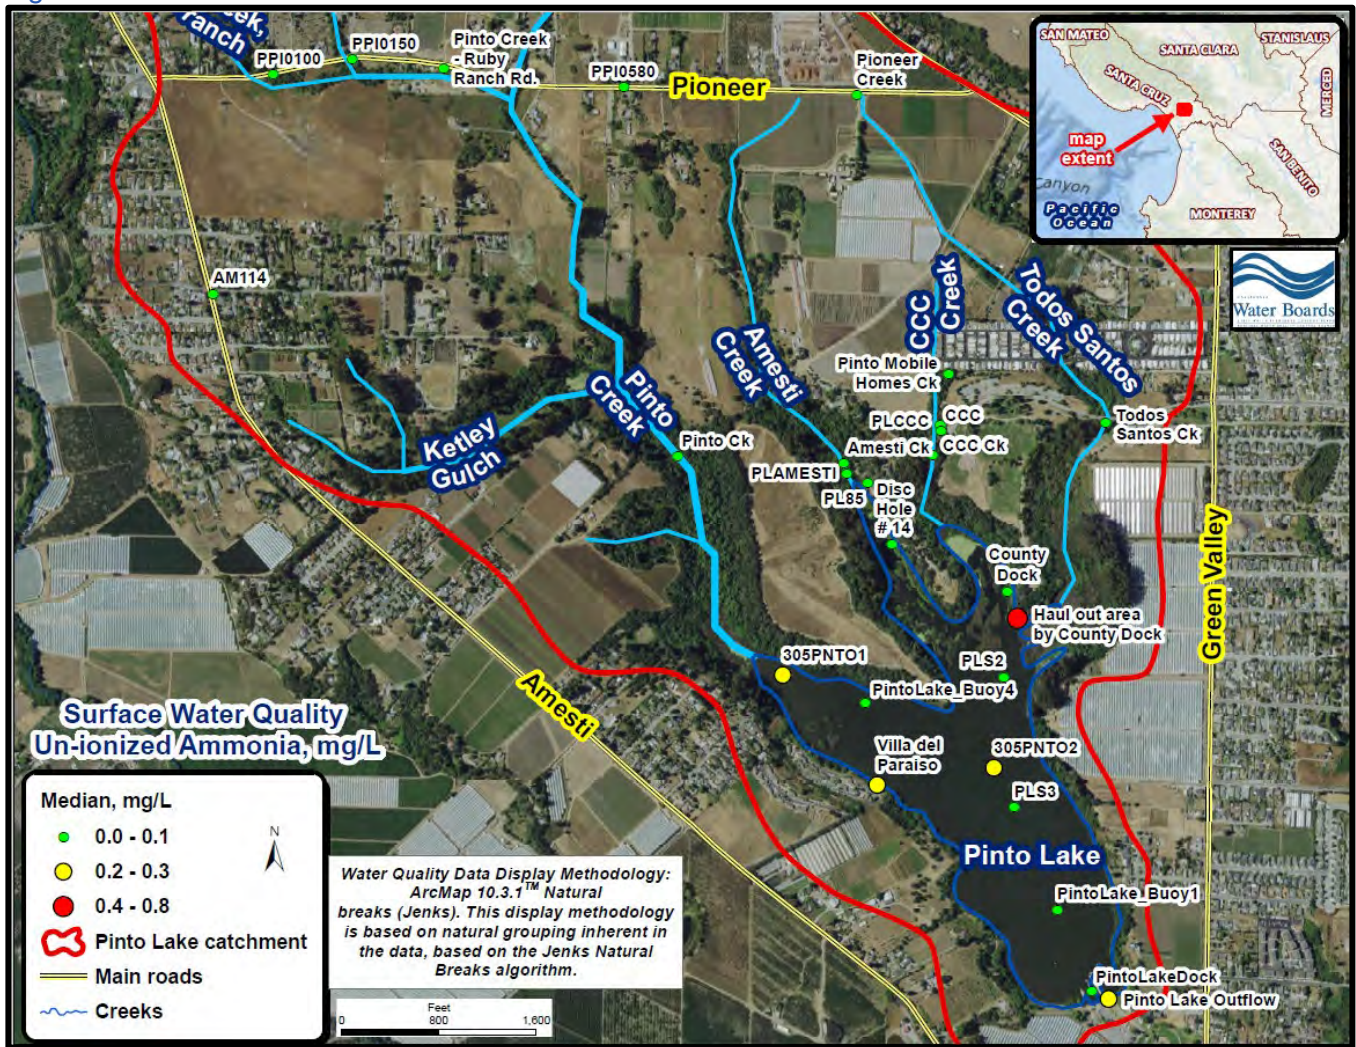 ranch
PPI0100
PPI0150
Pinto Creek
- Ruby
Ranch Rd.
PPI0580
Pioneer
Pioneer
Creek
SAN MATEO
SANTA CLARA
STANISLAUS
SANTA CRUZ
MERCED
map
extent
SAN BENITO
Canyon
Pacific
Ocean
MONTEREY
Water Boards
AM114
Amesti
Creek
CCC
Creek
Todos Santos
Creek
Pinto Mobile
Homes Ck
PLCCC
CCC
Amesti Ck
CCC Ck
Todos
Santos Ck
Pinto
Creek
Ketley
Gulch
Pinto Ck
PLAMESTI
PL85
Disc
Hole
# 14
County
Dock
Haul out area
by County Dock
Green Valley
305PNTO1
PLS2
PintoLake_Buoy4
Amesti
Villa del
Paraiso
305PNTO2
PLS3
Pinto Lake
PintoLake_Buoy1
PintoLakeDock
Pinto Lake Outflow
Surface Water Quality
Un-ionized Ammonia, mg/L
Median, mg/L
0.0 - 0.1
0.2 - 0.3
0.4 - 0.8
Pinto Lake catchment
Main roads
Creeks
N
Water Quality Data Display Methodology:
ArcMap 10.3.1™ Natural
breaks (Jenks). This display methodology
is based on natural grouping inherent in
the data, based on the Jenks Natural
Breaks algorithm.
Feet
0 800 1,600